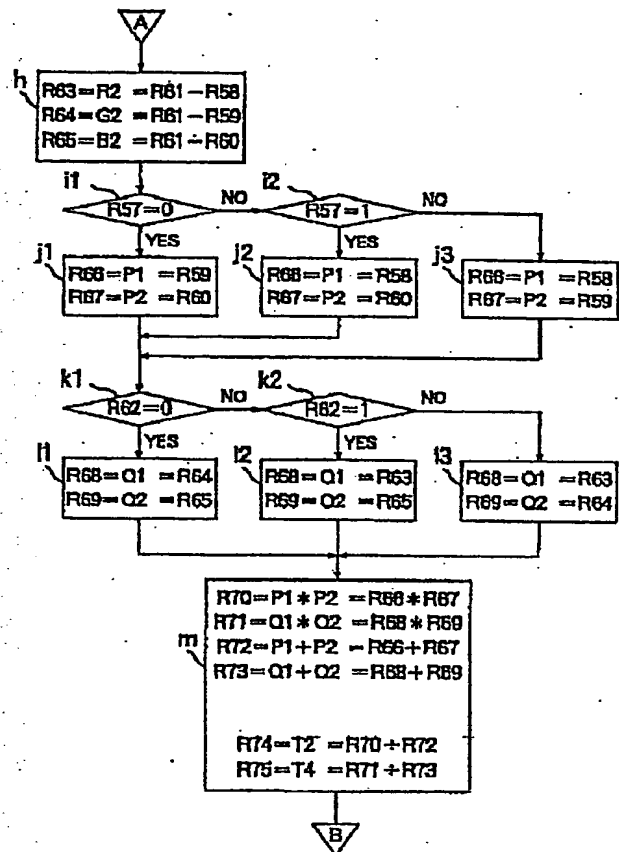 A
h
R63=R2 =R61-R58
R64=G2 =R61-R59
R65=B2 =R61-R60
i1
R57=0
NO
i2
R57=1
NO
YES
YES
j1
R66=P1 =R59
R67=P2 =R60
j2
R66=P1 =R58
R67=P2 =R60
j3
R66=P1 =R58
R67=P2 =R59
k1
R62=0
NO
k2
R62=1
NO
YES
YES
l1
R68=Q1 =R64
R69=Q2 =R65
l2
R68=Q1 =R63
R69=Q2 =R65
l3
R68=Q1 =R63
R69=Q2 =R64
m
R70=P1*P2 =R66*R67
R71=Q1*Q2 =R68*R69
R72=P1+P2 =R66+R67
R73=Q1+Q2 =R68+R69
R74=T2 =R70÷R72
R75=T4 =R71÷R73
B